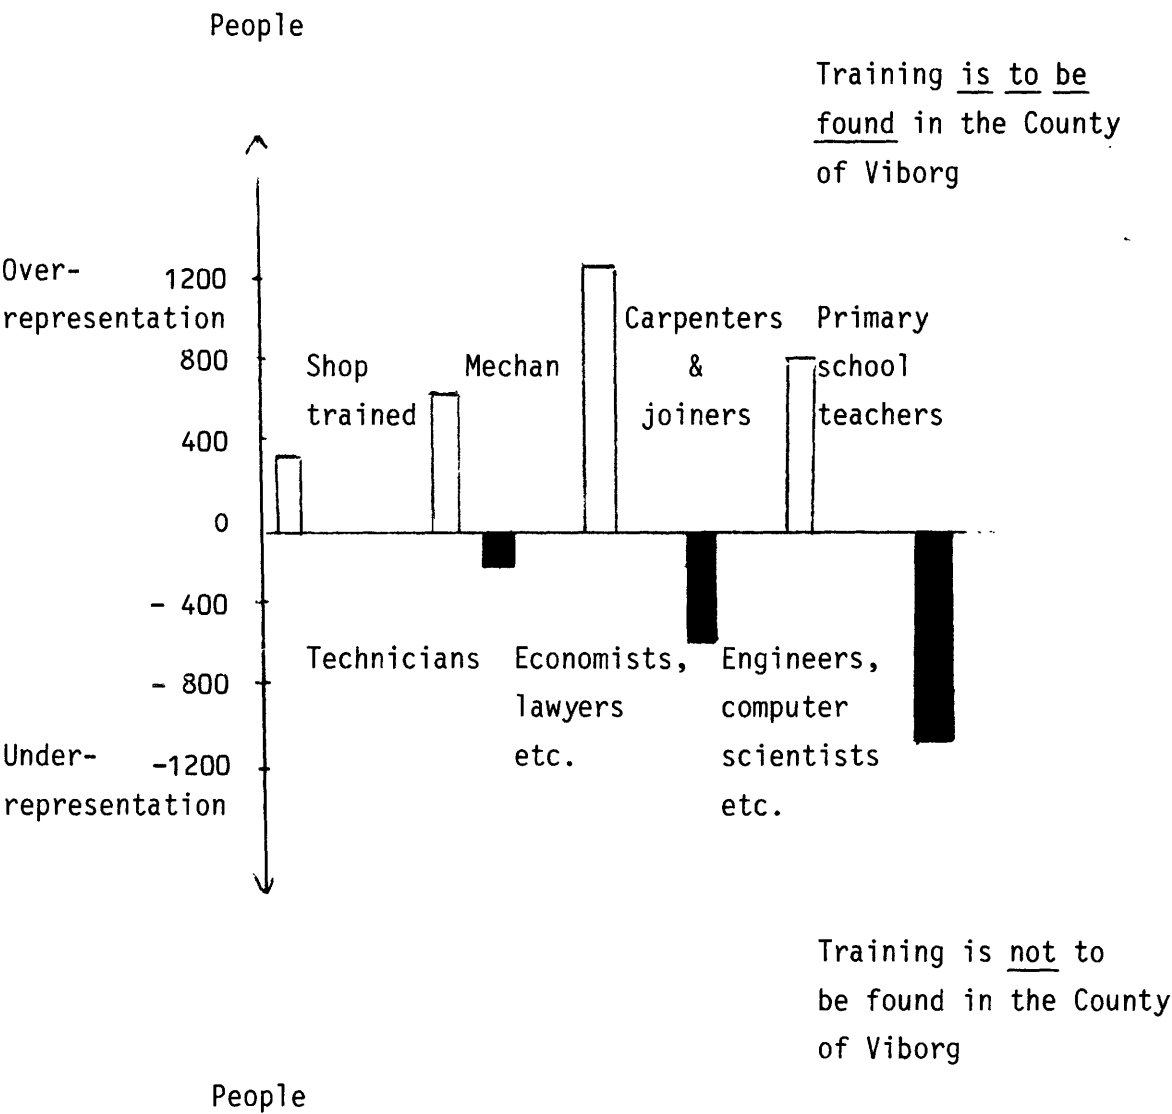 People
Training is to be
found in the County
of Viborg
Over-
representation
1200
800
400
0
- 400
- 800
-1200
Under-
representation
Shop
trained
Mechan
Carpenters
&
joiners
Primary
school
teachers
Technicians
Economists,
lawyers
etc.
Engineers,
computer
scientists
etc.
Training is not to
be found in the County
of Viborg
People